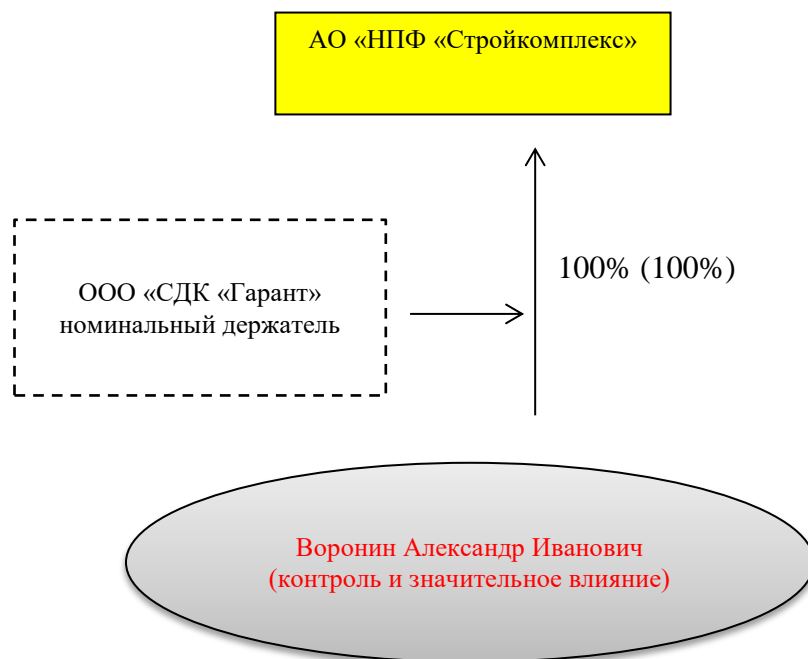 АО «НПФ «Стройкомплекс»
100% (100%)
ООО «СДК «Гарант»
номинальный держатель
Воронин Александр Иванович
(контроль и значительное влияние)